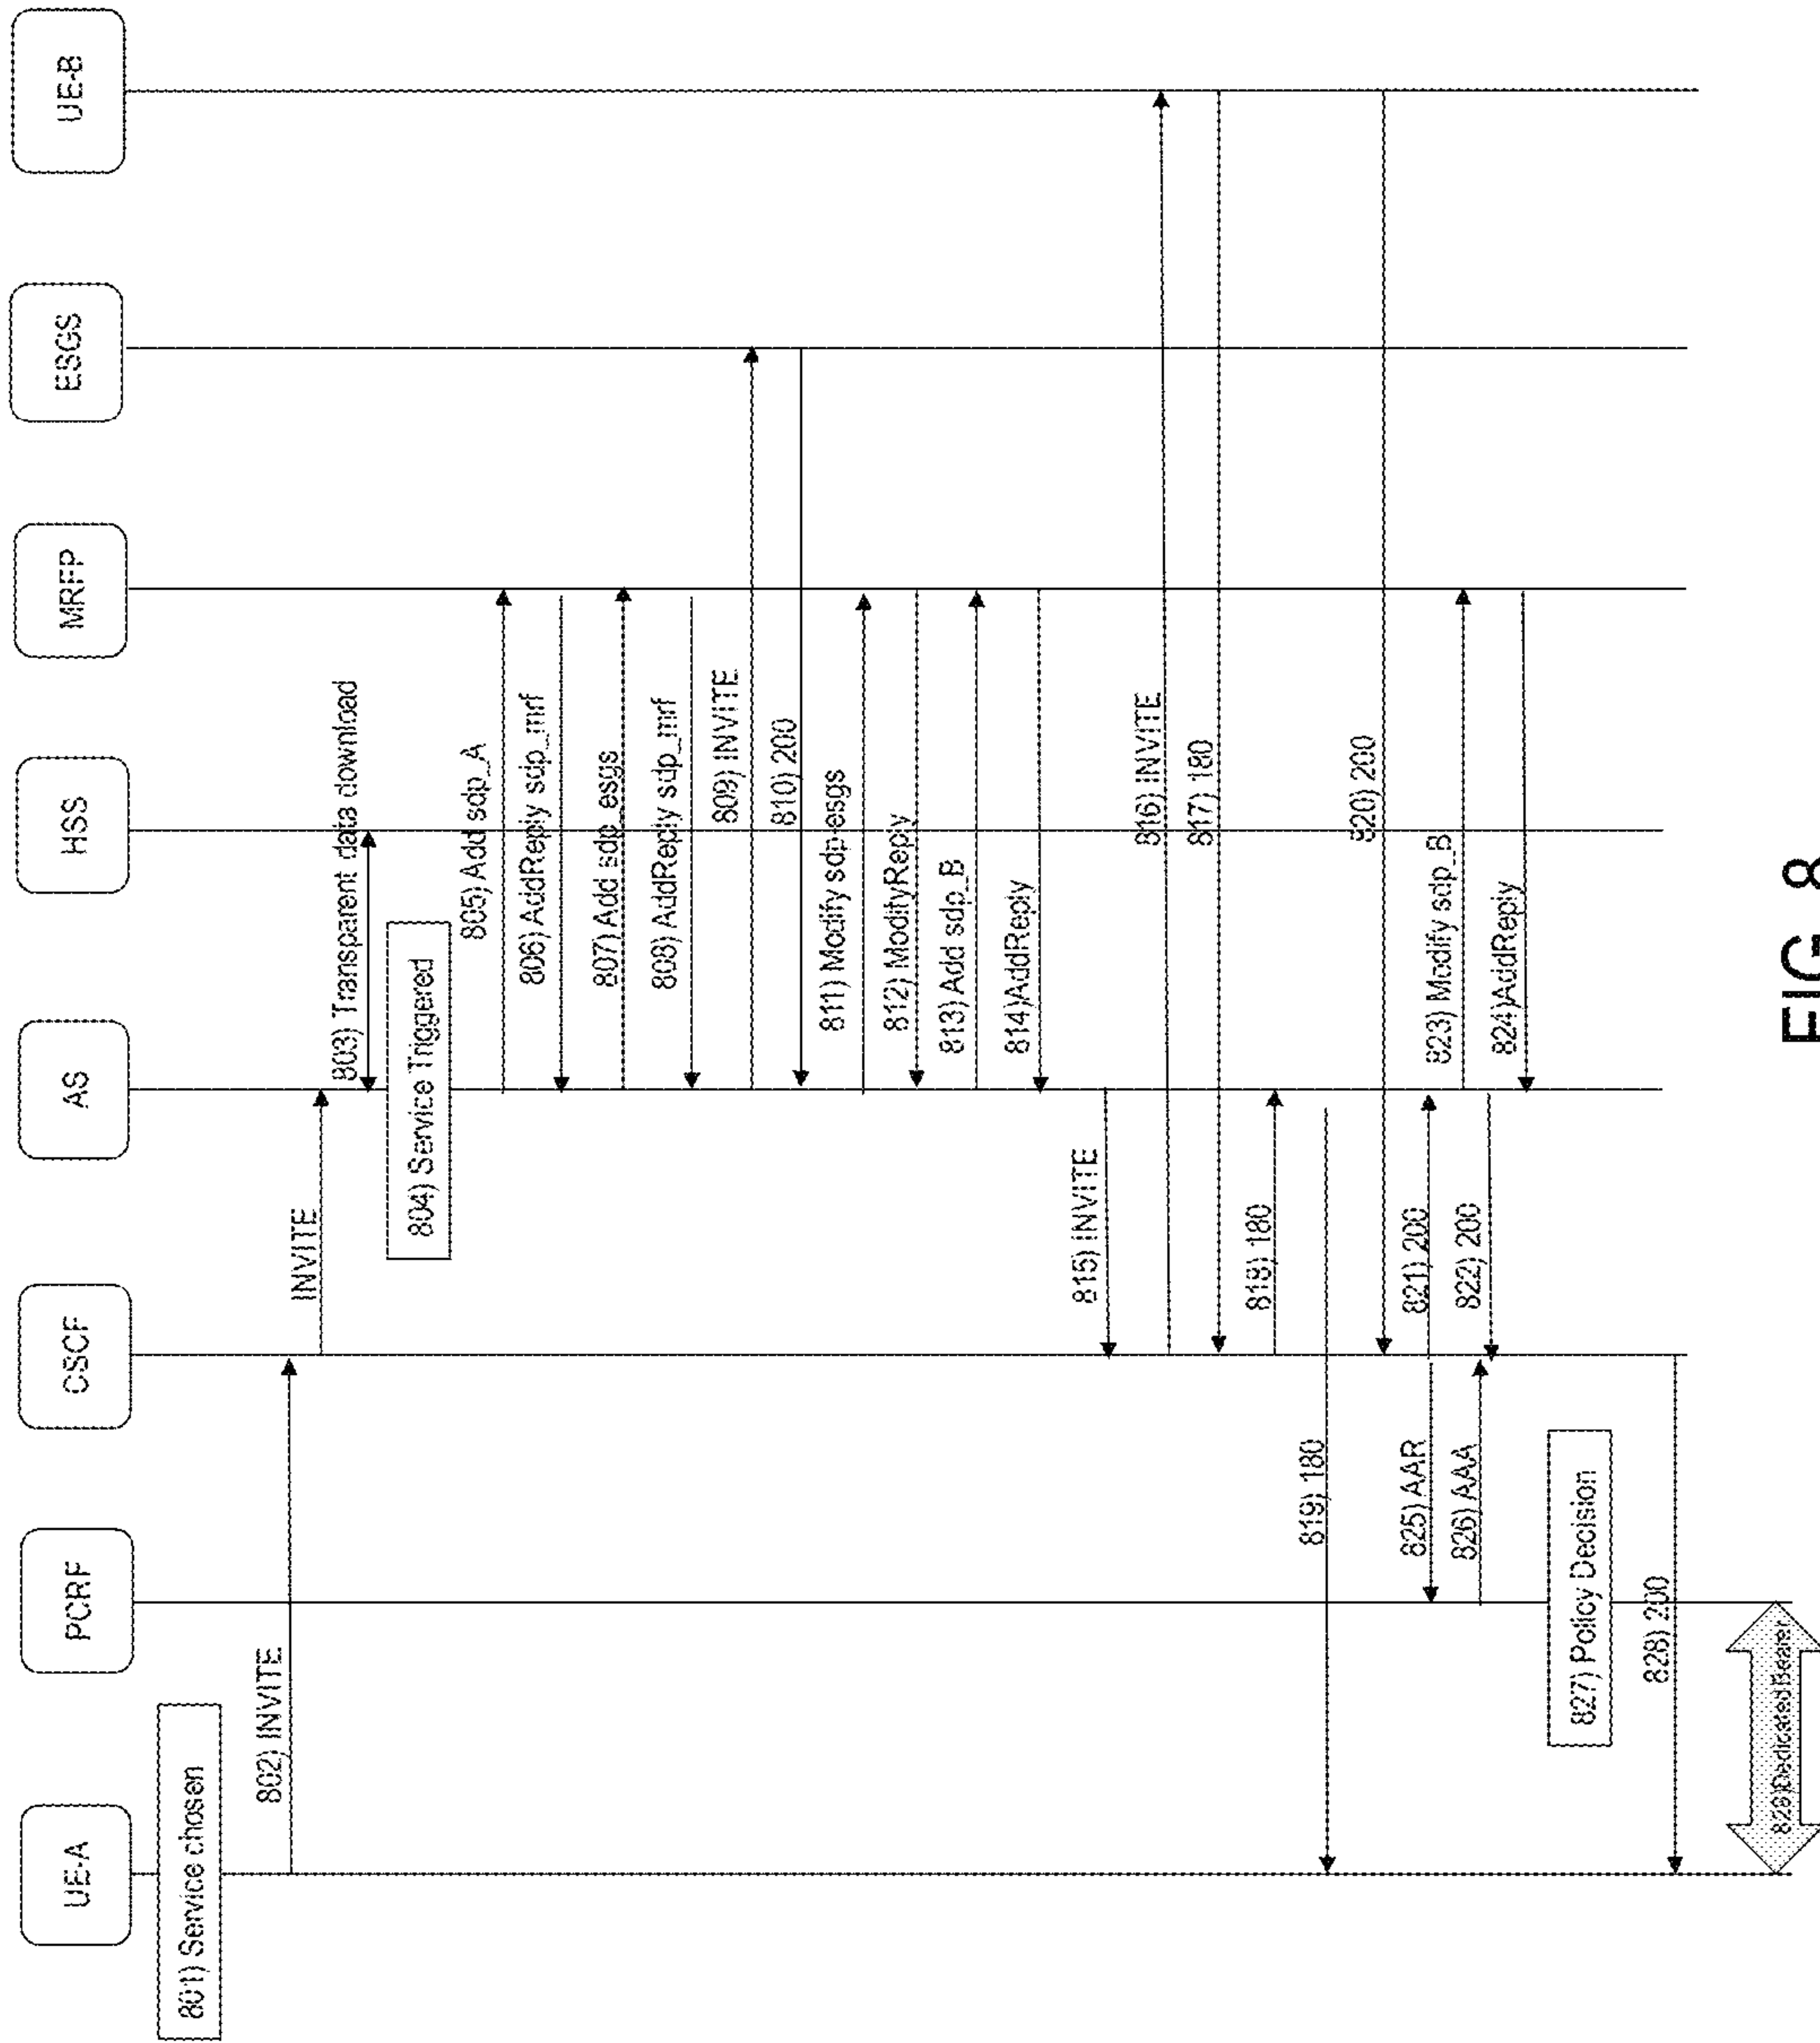 UE-A
PCRF
CSCF
AS
HSS
MRFP
ESGS
UE-B
801) Service chosen
802) INVITE
INVITE
803) Transparent data download
804) Service Triggered
805) Add sdp_A
806) AddReply sdp_mrf
807) Add sdp_esgs
808) AddReply sdp_mrf
809) INVITE
810) 200
811) Modify sdp-esgs
812) ModifyReply
813) Add sdp_B
814)AddReply
815) INVITE
816) INVITE
817) 180
818) 180
819) 180
820) 200
821) 200
822) 200
823) Modify sdp_B
824)AddReply
825) AAR
826) AAA
827) Policy Decision
828) 200
829)Dedicated Bearer
FIG. 8